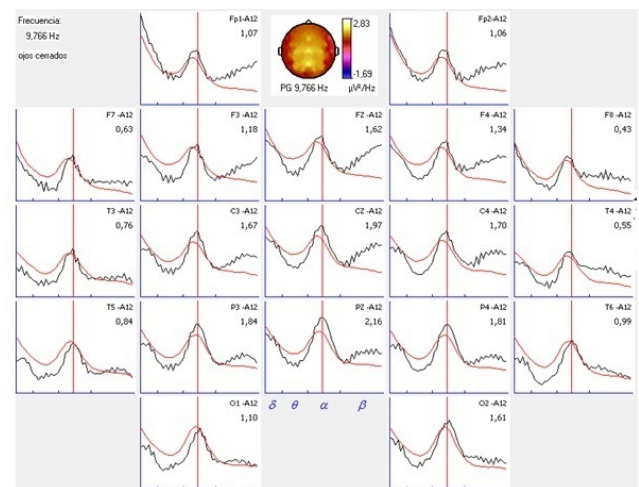 Frecuencia:
9,766 Hz
ojos cerrados
Fp1-A12
1,07
2,83
-1,69
PG 9,766 Hz
µV²/Hz
Fp2-A12
1,06
F7 -A12
0,63
F3 -A12
1,18
FZ -A12
1,62
F4 -A12
1,34
F8 -A12
0,43
T3 -A12
0,76
C3 -A12
1,67
CZ -A12
1,97
C4 -A12
1,70
T4 -A12
0,55
T5 -A12
0,84
P3 -A12
1,84
PZ -A12
2,16
P4 -A12
1,81
T6 -A12
0,99
O1 -A12
1,10
δ θ α β
O2 -A12
1,61